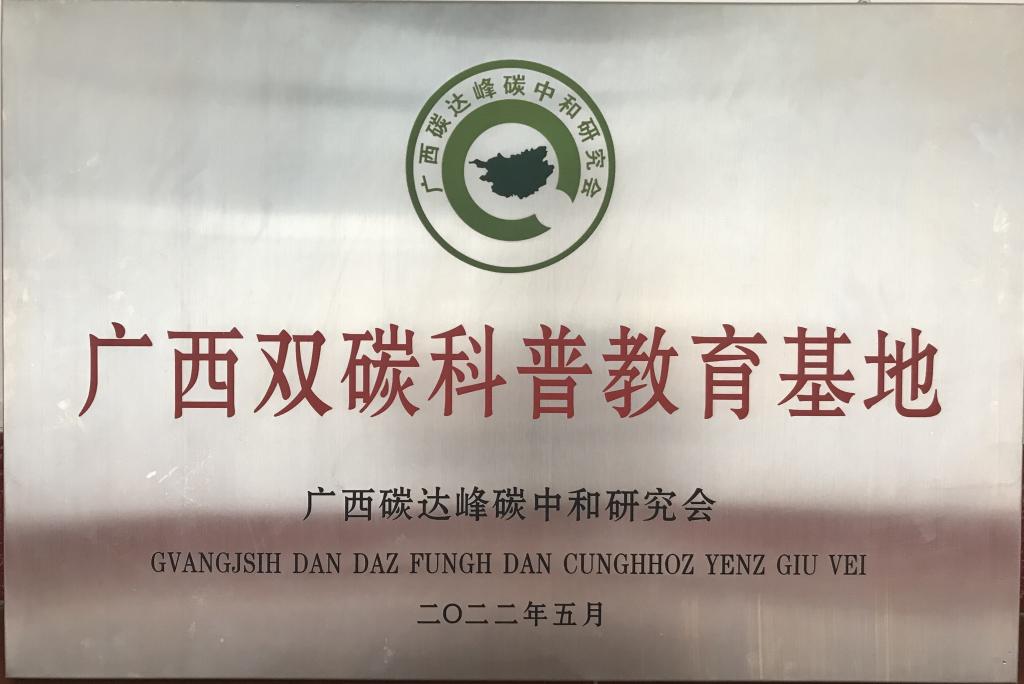 广西碳达峰碳中和研究会
广西双碳科普教育基地
广西碳达峰碳中和研究会
GVANGJSIH DAN DAZ FUNGH DAN CUNGHHOZ YENZ GIU VEI
二〇二二年五月